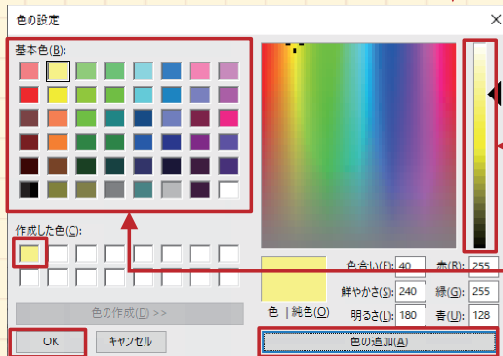 色の設定
基本色(B):
作成した色(C):
色の作成(D) >>
OK キャンセル
色 | 純色(O)
色合い(E): 40 赤(R): 255
鮮やかさ(S): 240 緑(G): 255
明るさ(L): 180 青(U): 128
色の追加(A)